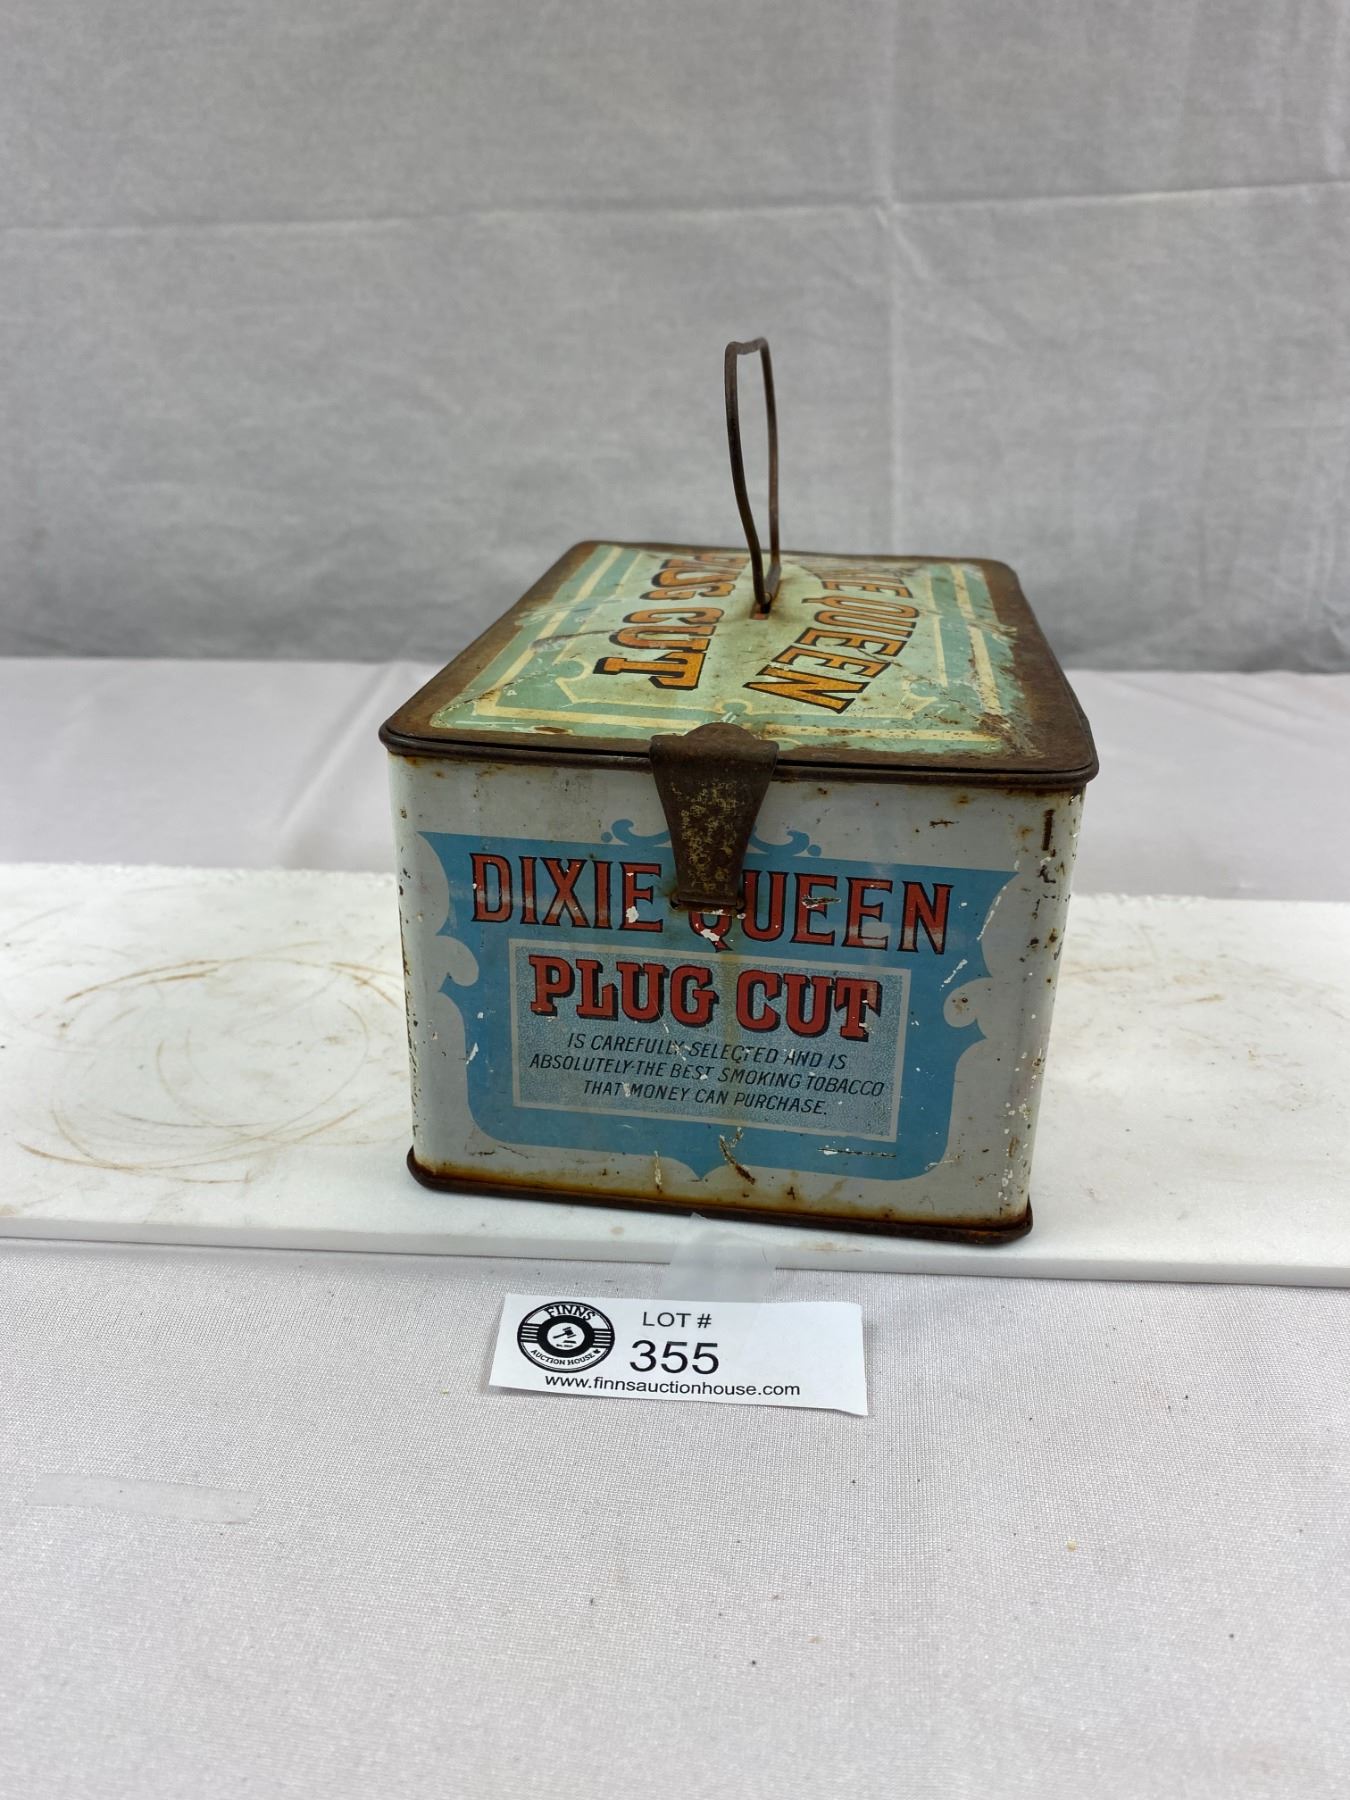 QUEEN
CUT
DIXIE QUEEN
PLUG CUT
IS CAREFULLY SELECTED AND IS
ABSOLUTELY THE BEST SMOKING TOBACCO
THAT MONEY CAN PURCHASE.
FINNS
AUCTION HOUSE
LOT #
355
www.finnsauctionhouse.com